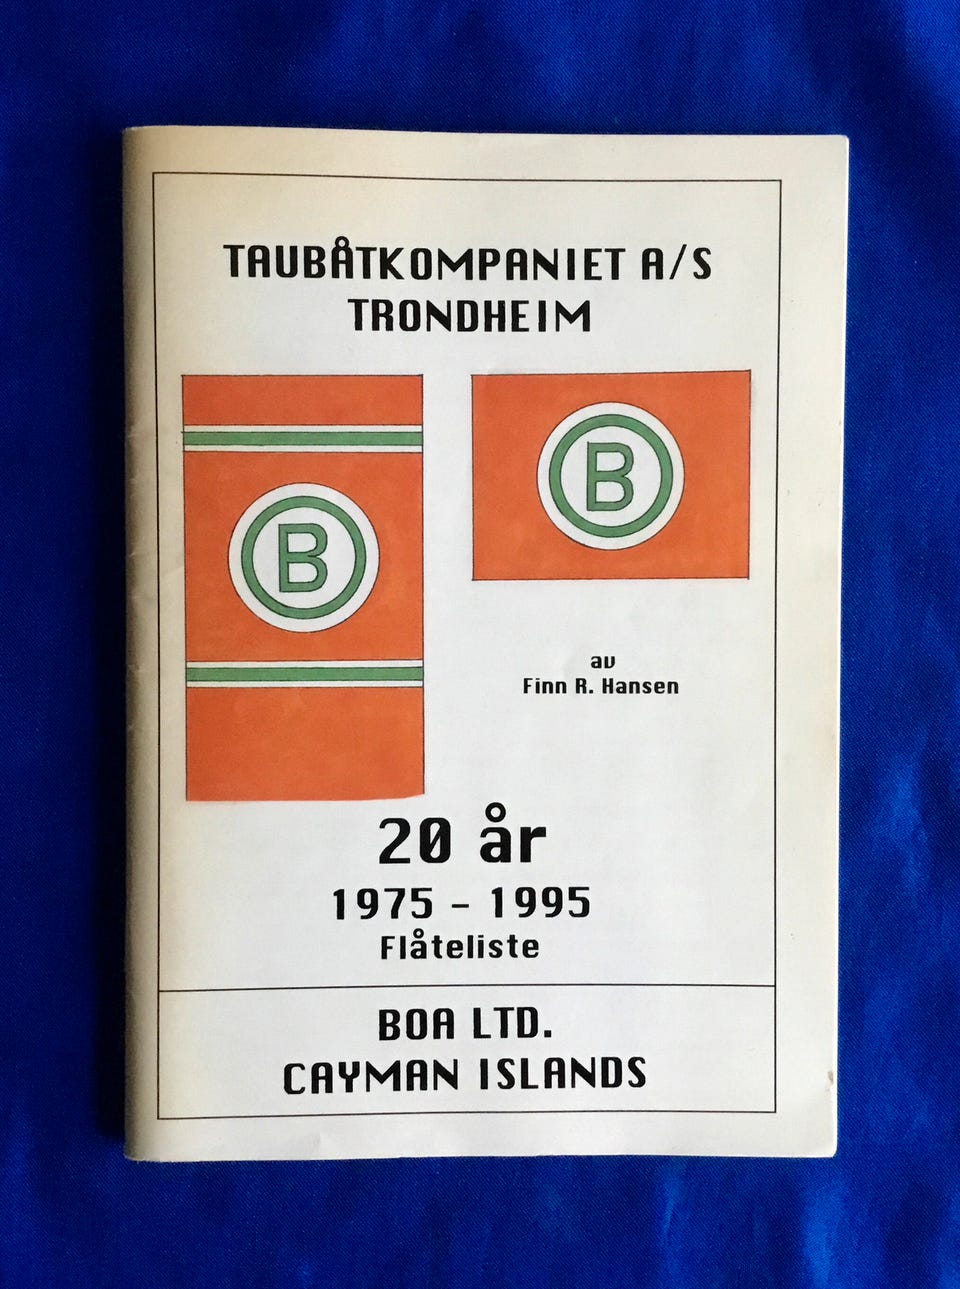 TAUBÅTKOMPANIET A/S
TRONDHEIM
B
B
av
Finn R. Hansen
20 år
1975 - 1995
Flåteliste
BOA LTD.
CAYMAN ISLANDS